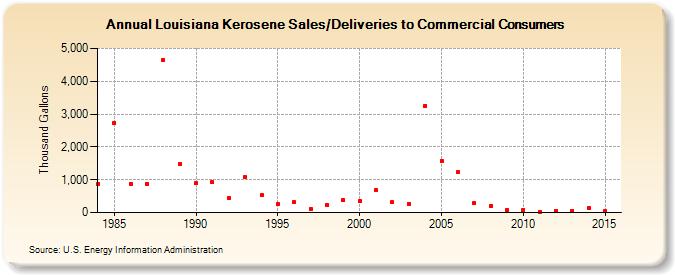 Annual Louisiana Kerosene Sales/Deliveries to Commercial Consumers
Thousand Gallons
5,000
4,000
3,000
2,000
1,000
0
1985 1990 1995 2000 2005 2010 2015
Source: U.S. Energy Information Administration